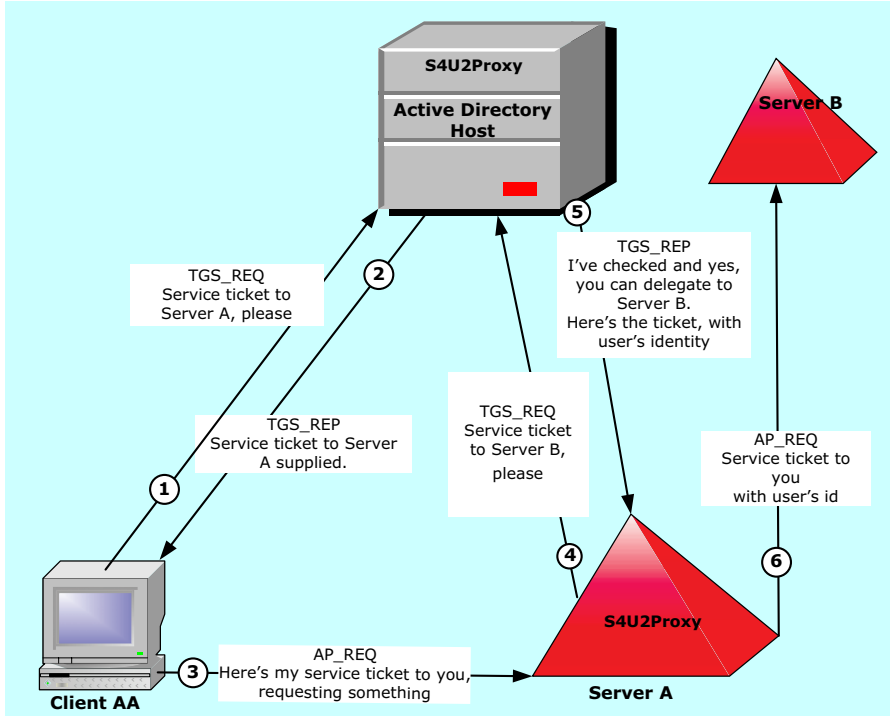 S4U2Proxy
Active Directory
Host
Server B
5
TGS_REP
I've checked and yes,
you can delegate to
Server B.
Here's the ticket, with
user's identity
2
TGS_REQ
Service ticket to
Server A, please
TGS_REP
Service ticket to Server
A supplied.
TGS_REQ
Service ticket
to Server B,
please
AP_REQ
Service ticket to
you
with user's id
1
4
6
S4U2Proxy
3
AP_REQ
Here's my service ticket to you,
requesting something
Client AA
Server A